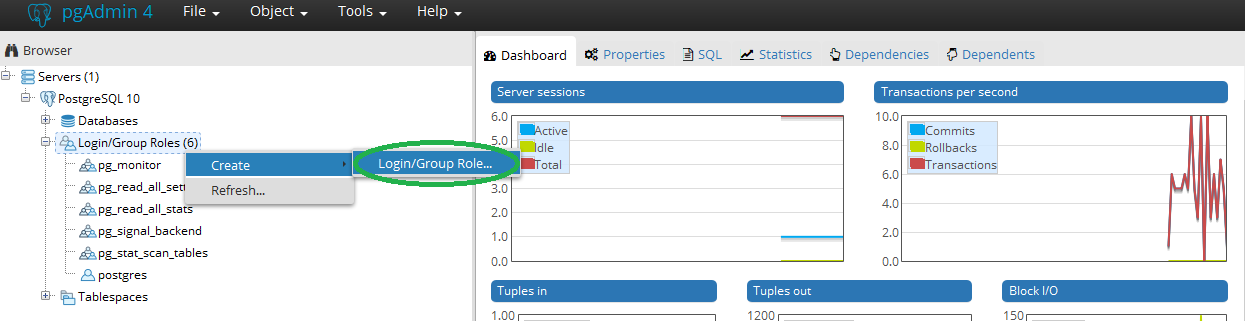 pgAdmin 4 File Object Tools Help
Browser
Servers (1)
PostgreSQL 10
Databases
Login/Group Roles (6)
pg_monitor
pg_read_all_sett
pg_read_all_stats
pg_signal_backend
pg_stat_scan_tables
postgres
Tablespaces
Create
Refresh...
Login/Group Role...
Dashboard Properties SQL Statistics Dependencies Dependents
Server sessions
6.0
5.0
4.0
3.0
2.0
1.0
0.0
Active
Idle
Total
Transactions per second
10.0
8.0
6.0
4.0
2.0
0.0
Commits
Rollbacks
Transactions
Tuples in
1.00
Tuples out
1200
Block I/O
150